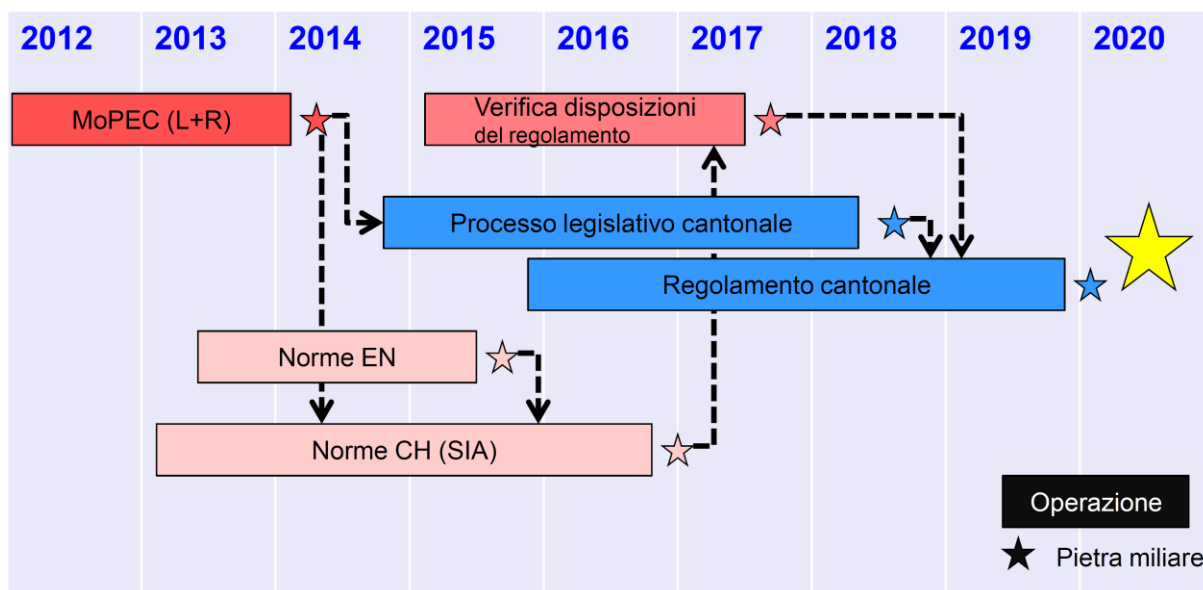 2012 2013 2014 2015 2016 2017 2018 2019 2020
MoPEC (L+R)
Verifica disposizioni
del regolamento
Processo legislativo cantonale
Regolamento cantonale
Norme EN
Norme CH (SIA)
Operazione
Pietra miliare